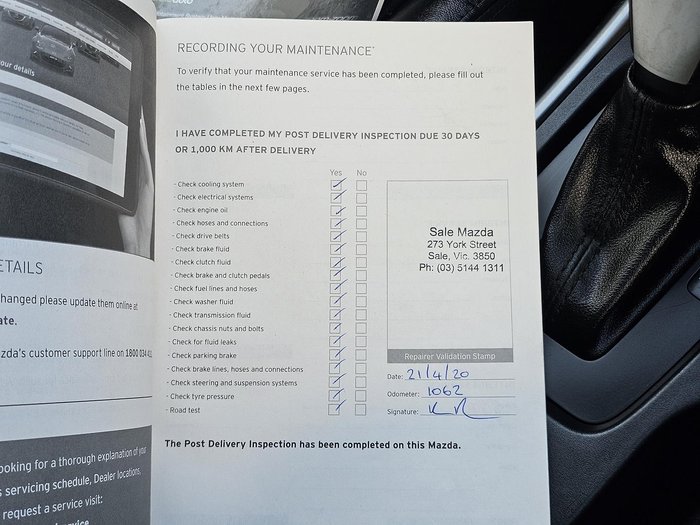 our details
ETAILS
hanged please update them online at
ate.
zda's customer support line on 1800 034 41
ooking for a thorough explanation of your
s servicing schedule, Dealer locations,
request a service visit:
RECORDING YOUR MAINTENANCE*
To verify that your maintenance service has been completed, please fill out
the tables in the next few pages.
I HAVE COMPLETED MY POST DELIVERY INSPECTION DUE 30 DAYS
OR 1,000 KM AFTER DELIVERY
Yes No
- Check cooling system
- Check electrical systems
- Check engine oil
- Check hoses and connections
- Check drive belts
- Check brake fluid
- Check clutch fluid
- Check brake and clutch pedals
- Check fuel lines and hoses
- Check washer fluid
- Check transmission fluid
- Check chassis nuts and bolts
- Check for fluid leaks
- Check parking brake
- Check brake lines, hoses and connections
- Check steering and suspension systems
- Check tyre pressure
- Road test
Sale Mazda
273 York Street
Sale, Vic. 3850
Ph: (03) 5144 1311
Repairer Validation Stamp
Date: 21/4/20
Odometer: 1062
Signature:
The Post Delivery Inspection has been completed on this Mazda.